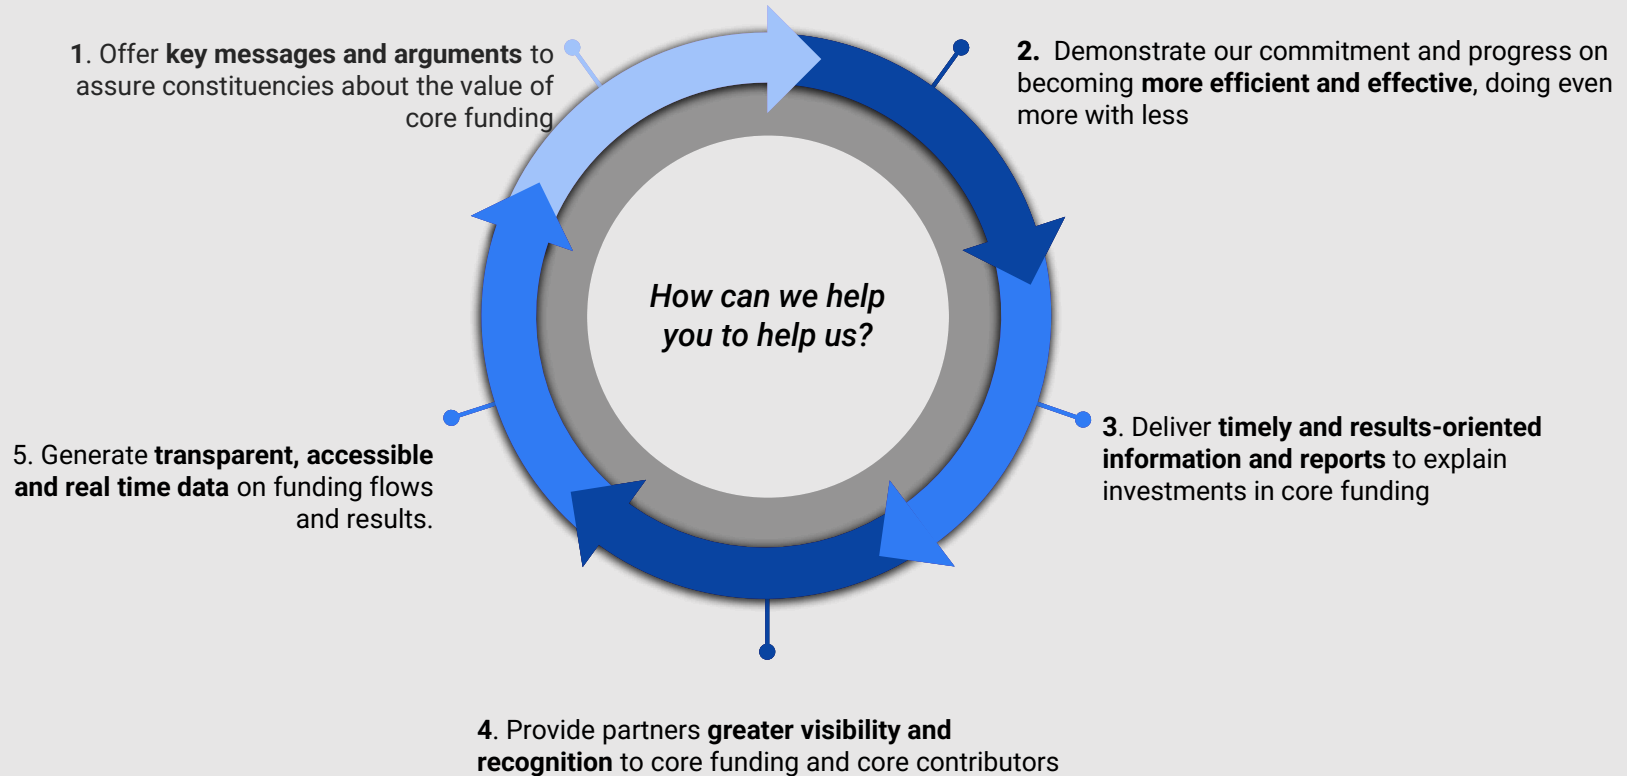 1. Offer key messages and arguments to
assure constituencies about the value of
core funding
2. Demonstrate our commitment and progress on
becoming more efficient and effective, doing even
more with less
How can we help
you to help us?
3. Deliver timely and results-oriented
information and reports to explain
investments in core funding
4. Provide partners greater visibility and
recognition to core funding and core contributors
5. Generate transparent, accessible
and real time data on funding flows
and results.